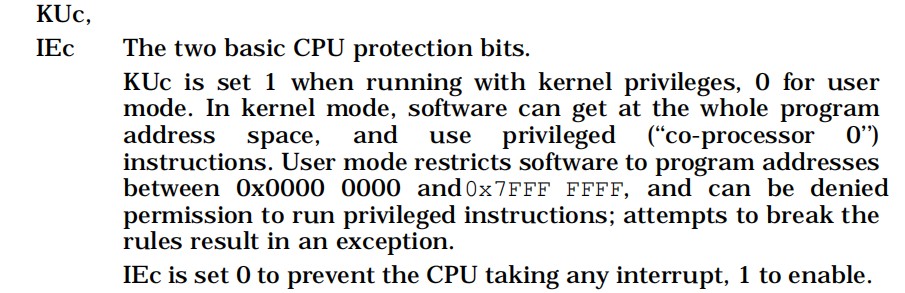 KUc,
IEc The two basic CPU protection bits.
KUc is set 1 when running with kernel privileges, 0 for user
mode. In kernel mode, software can get at the whole program
address space, and use privileged (“co-processor 0”)
instructions. User mode restricts software to program addresses
between 0x0000 0000 and 0x7FFF FFFF, and can be denied
permission to run privileged instructions; attempts to break the
rules result in an exception.
IEc is set 0 to prevent the CPU taking any interrupt, 1 to enable.